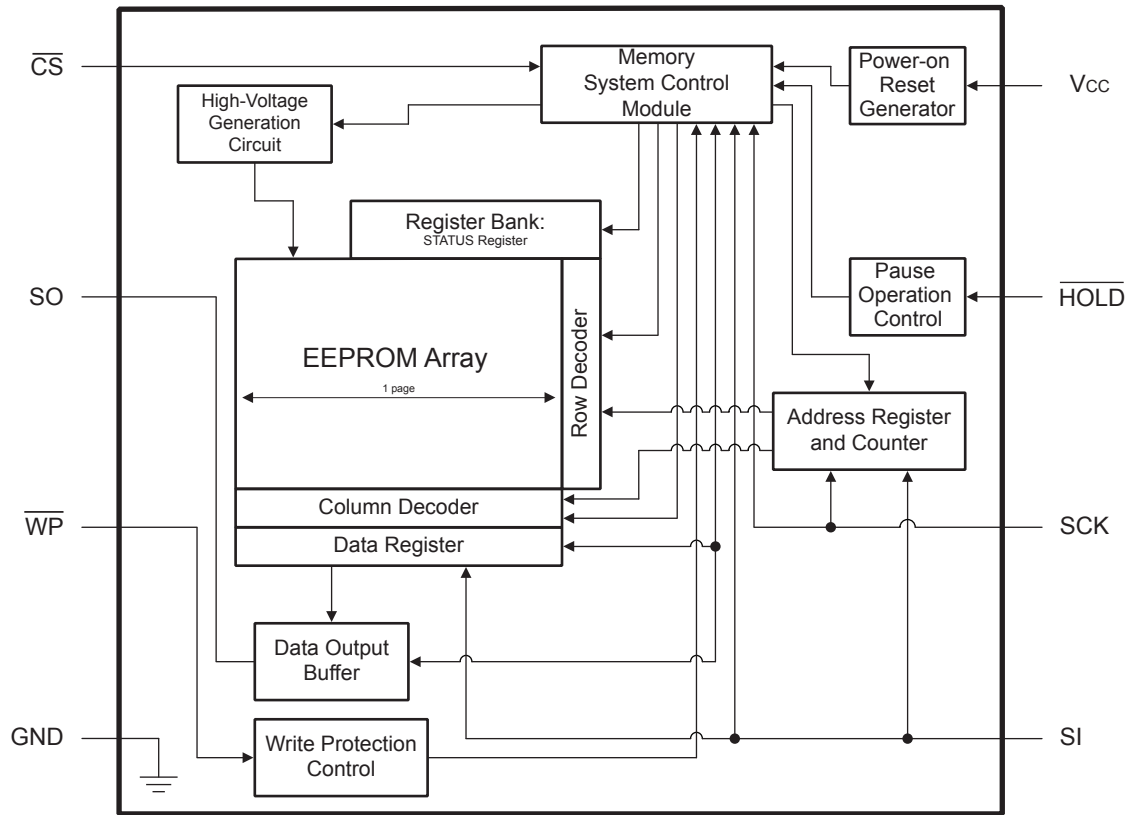 CS
Memory
System Control
Module
Power-on
Reset
Generator
VCC
High-Voltage
Generation
Circuit
Register Bank:
STATUS Register
SO
EEPROM Array
1 page
Row Decoder
Pause
Operation
Control
HOLD
Address Register
and Counter
Column Decoder
WP
Data Register
SCK
Data Output
Buffer
GND
Write Protection
Control
SI